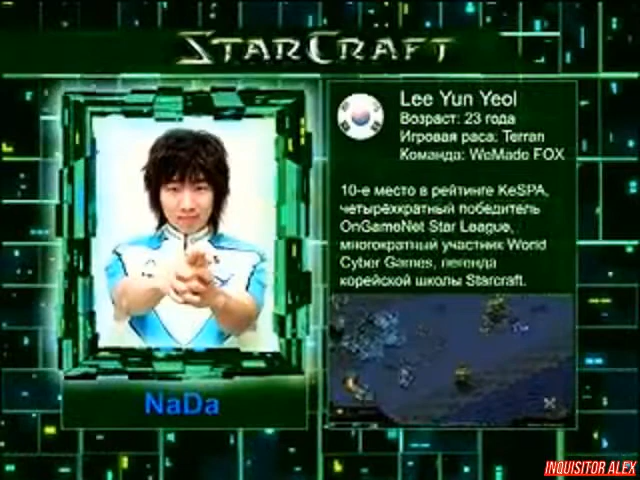 STARCRAFT
Lee Yun Yeol
Возраст: 23 года
Игровая раса: Terran
Команда: WeMade FOX
10-е место в рейтинге KeSPA,
четырёхкратный победитель
OnGameNet Star League,
многократный участник World
Cyber Games, легенда
корейской школы Starcraft.
NaDa
INQUISITOR ALEX